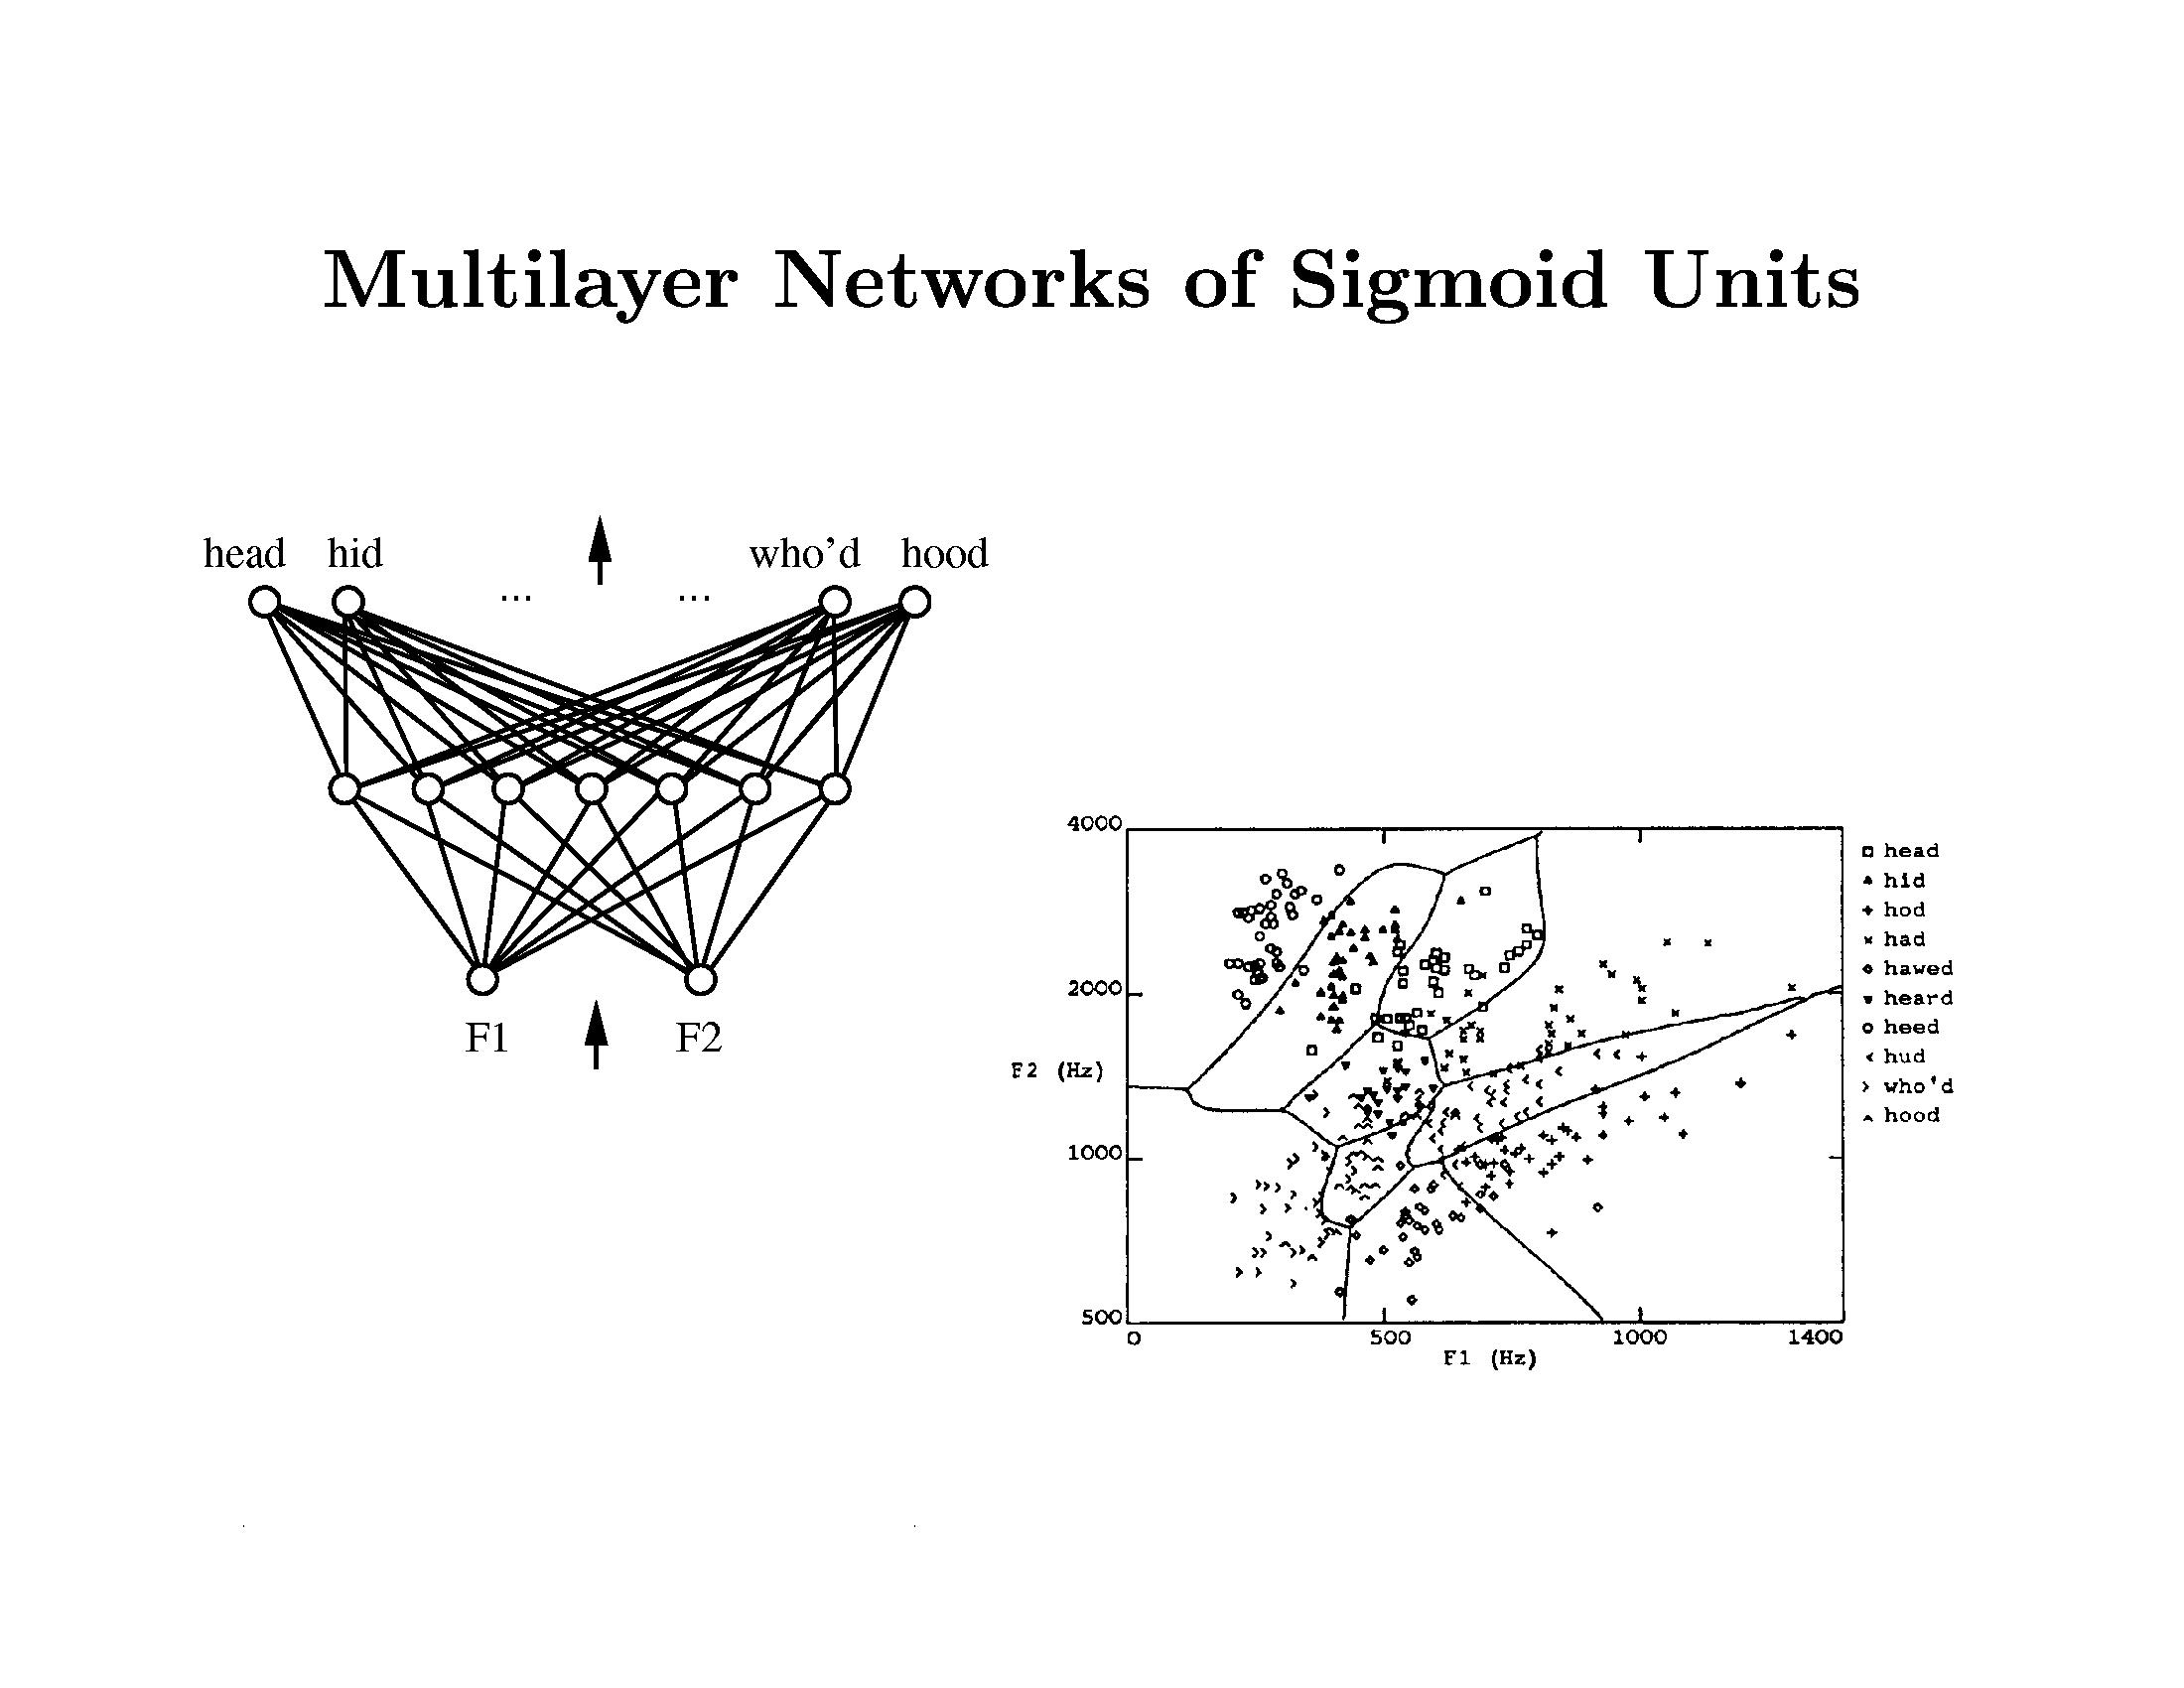 Multilayer Networks of Sigmoid Units
head hid who'd hood
... ...
F1 F2
4000
2000
F2 (Hz)
1000
500
0 500 1000 1400
F1 (Hz)
head
hid
hod
had
hawed
heard
heed
hud
who'd
hood